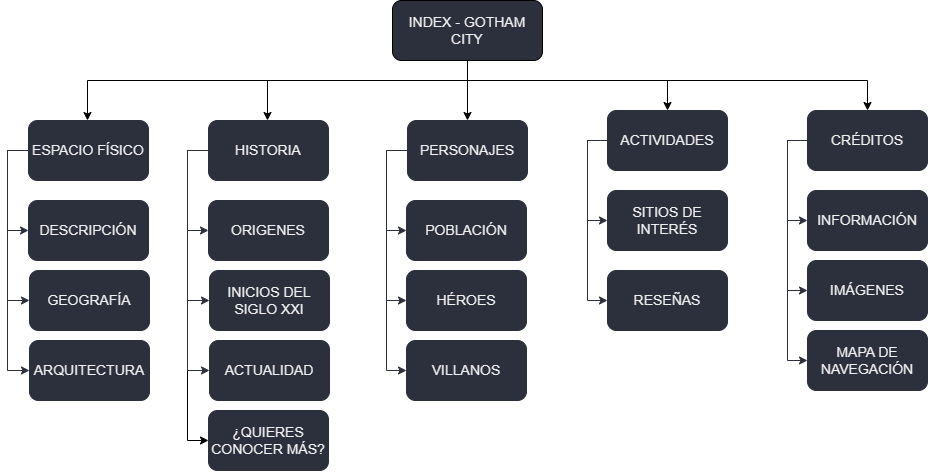 INDEX - GOTHAM
CITY
ESPACIO FÍSICO
DESCRIPCIÓN
GEOGRAFÍA
ARQUITECTURA
HISTORIA
ORIGENES
INICIOS DEL
SIGLO XXI
ACTUALIDAD
¿QUIERES
CONOCER MÁS?
PERSONAJES
POBLACIÓN
HÉROES
VILLANOS
ACTIVIDADES
SITIOS DE
INTERÉS
RESEÑAS
CRÉDITOS
INFORMACIÓN
IMÁGENES
MAPA DE
NAVEGACIÓN